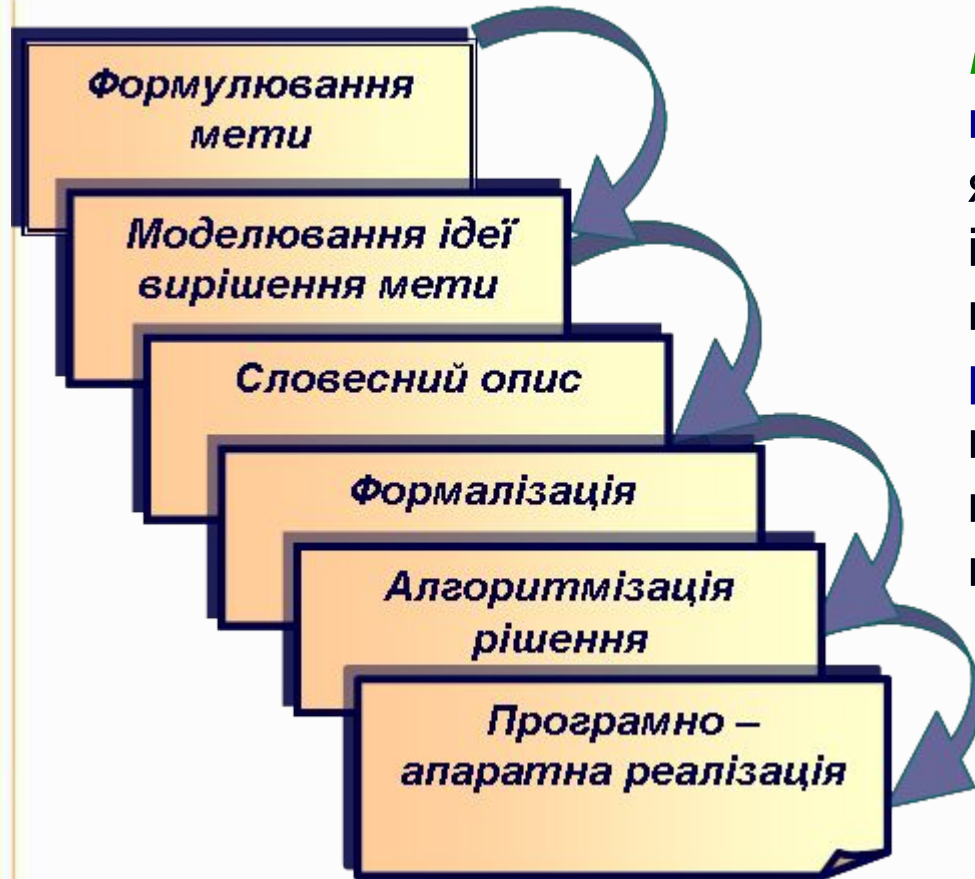 Формулювання
мети
Моделювання ідеї
вирішення мети
Словесний опис
Формалізація
Алгоритмізація
рішення
Програмно –
апаратна реалізація